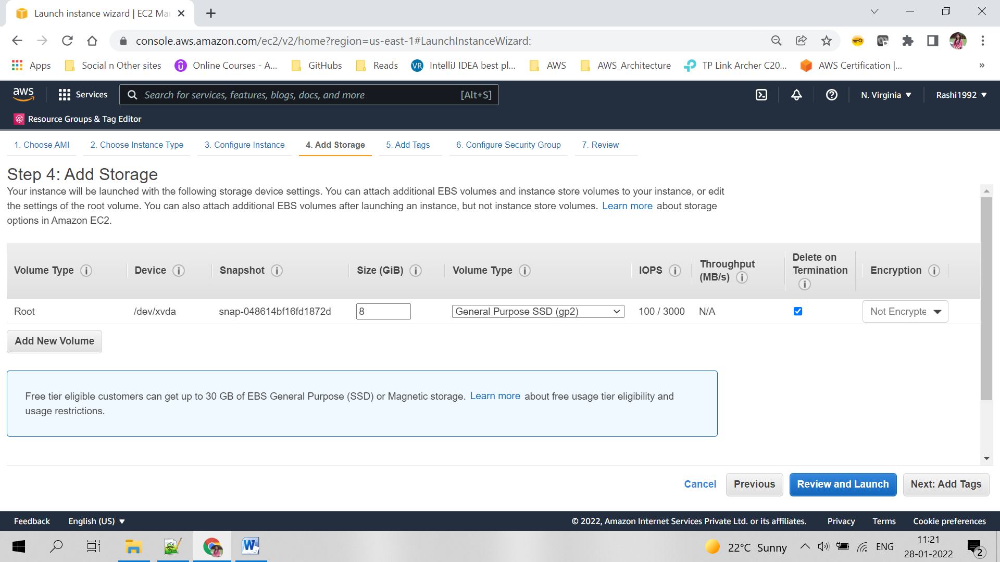 Launch instance wizard | EC2 Ma
console.aws.amazon.com/ec2/v2/home?region=us-east-1#LaunchInstanceWizard:
Apps
Social n Other sites
Online Courses - A...
GitHubs
Reads
VR
IntelliJ IDEA best pl...
AWS
AWS_Architecture
TP Link Archer C20...
AWS Certification |...
»
aws
Services
Search for services, features, blogs, docs, and more [Alt+S]
N. Virginia
Rashi1992
Resource Groups & Tag Editor
1. Choose AMI
2. Choose Instance Type
3. Configure Instance
4. Add Storage
5. Add Tags
6. Configure Security Group
7. Review
Step 4: Add Storage
Your instance will be launched with the following storage device settings. You can attach additional EBS volumes and instance store volumes to your instance, or edit
the settings of the root volume. You can also attach additional EBS volumes after launching an instance, but not instance store volumes. Learn more about storage
options in Amazon EC2.
Volume Type
Device
Snapshot
Size (GiB)
Volume Type
IOPS
Throughput
(MB/s)
Delete on
Termination
Encryption
Root
/dev/xvda
snap-048614bf16fd1872d
8
General Purpose SSD (gp2)
100 / 3000
N/A
Not Encrypte
Add New Volume
Free tier eligible customers can get up to 30 GB of EBS General Purpose (SSD) or Magnetic storage. Learn more about free usage tier eligibility and
usage restrictions.
Cancel
Previous
Review and Launch
Next: Add Tags
Feedback
English (US)
© 2022, Amazon Internet Services Private Ltd. or its affiliates.
Privacy
Terms
Cookie preferences
22°C Sunny
ENG
11:21
28-01-2022
2